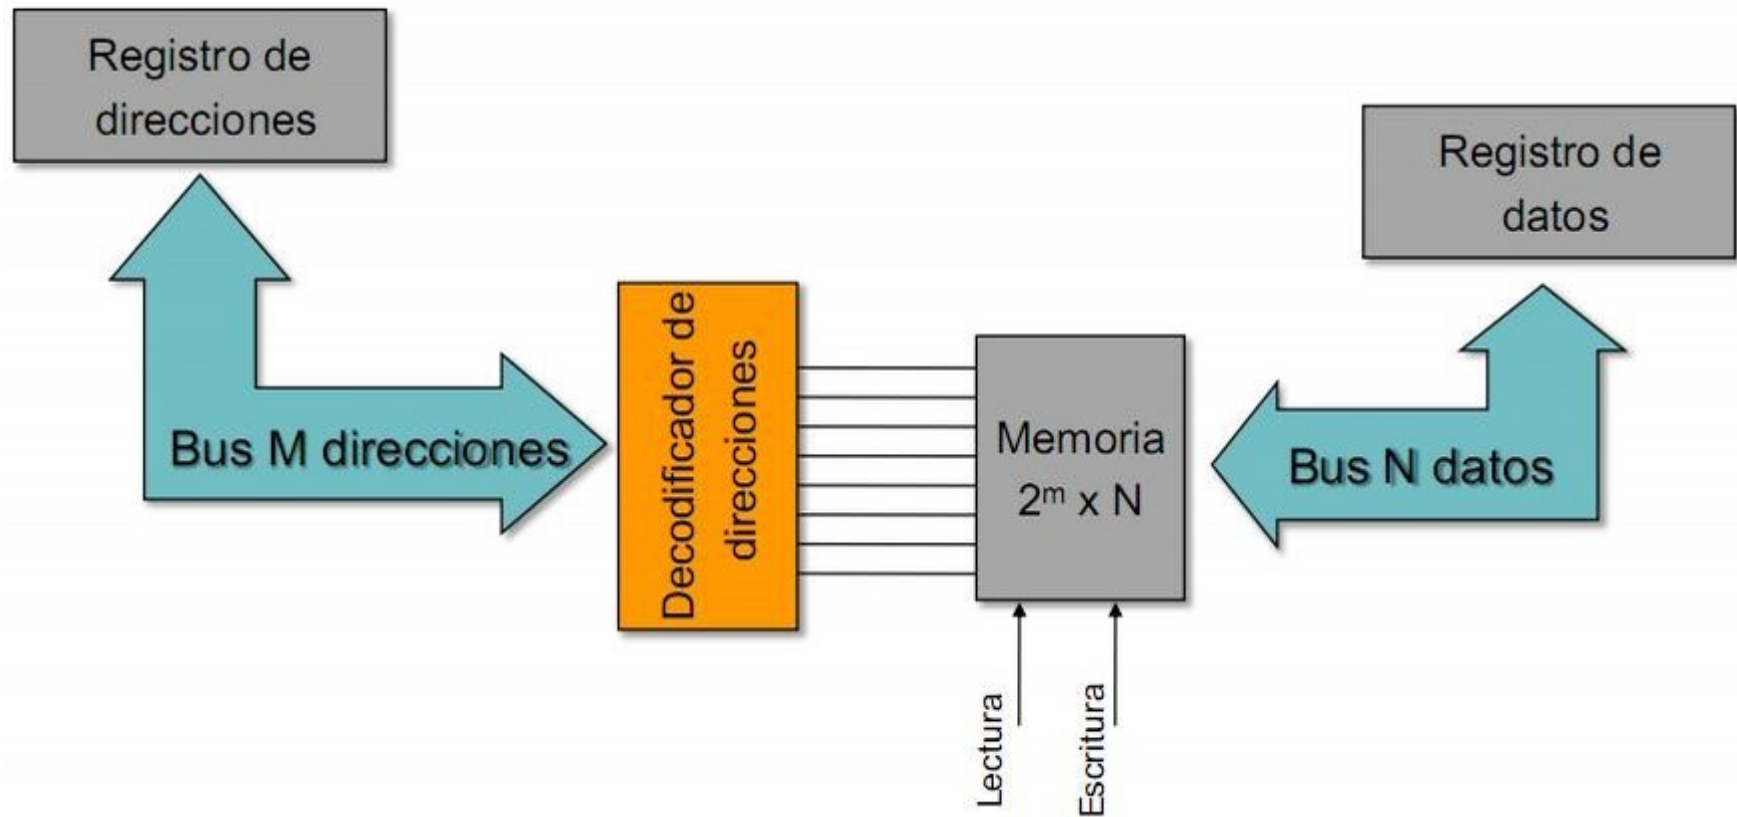 Registro de
direcciones
Registro de
datos
Decodificador de
direcciones
Bus M direcciones
Memoria
2ᵐ x N
Bus N datos
Lectura
Escritura